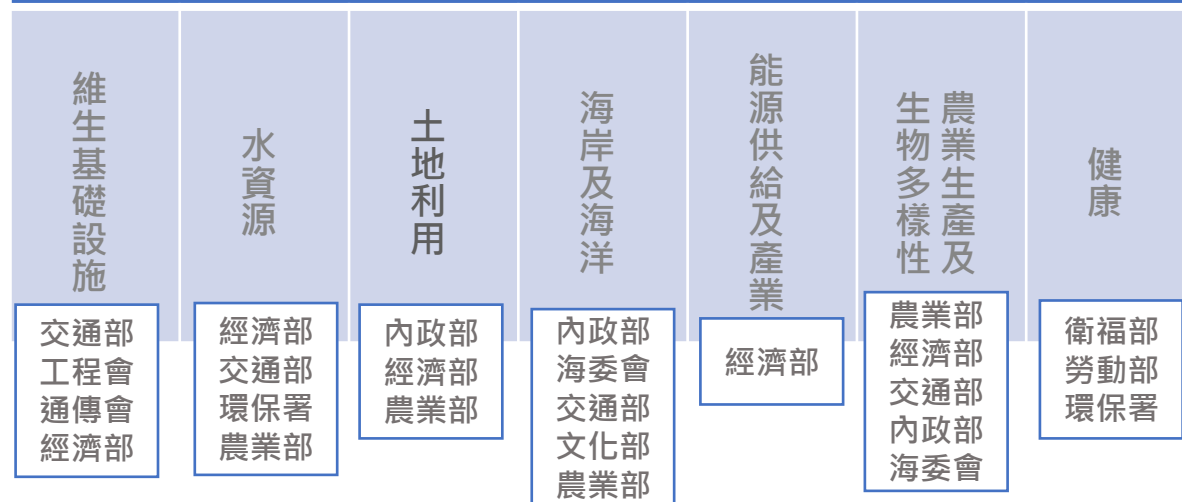 維生基礎設施
交通部
工程會
通傳會
經濟部
水資源
經濟部
交通部
環保署
農業部
土地利用
內政部
經濟部
農業部
海岸及海洋
內政部
海委會
交通部
文化部
農業部
能源供給及產業
經濟部
農業生產及
生物多樣性
農業部
經濟部
交通部
內政部
海委會
健康
衛福部
勞動部
環保署